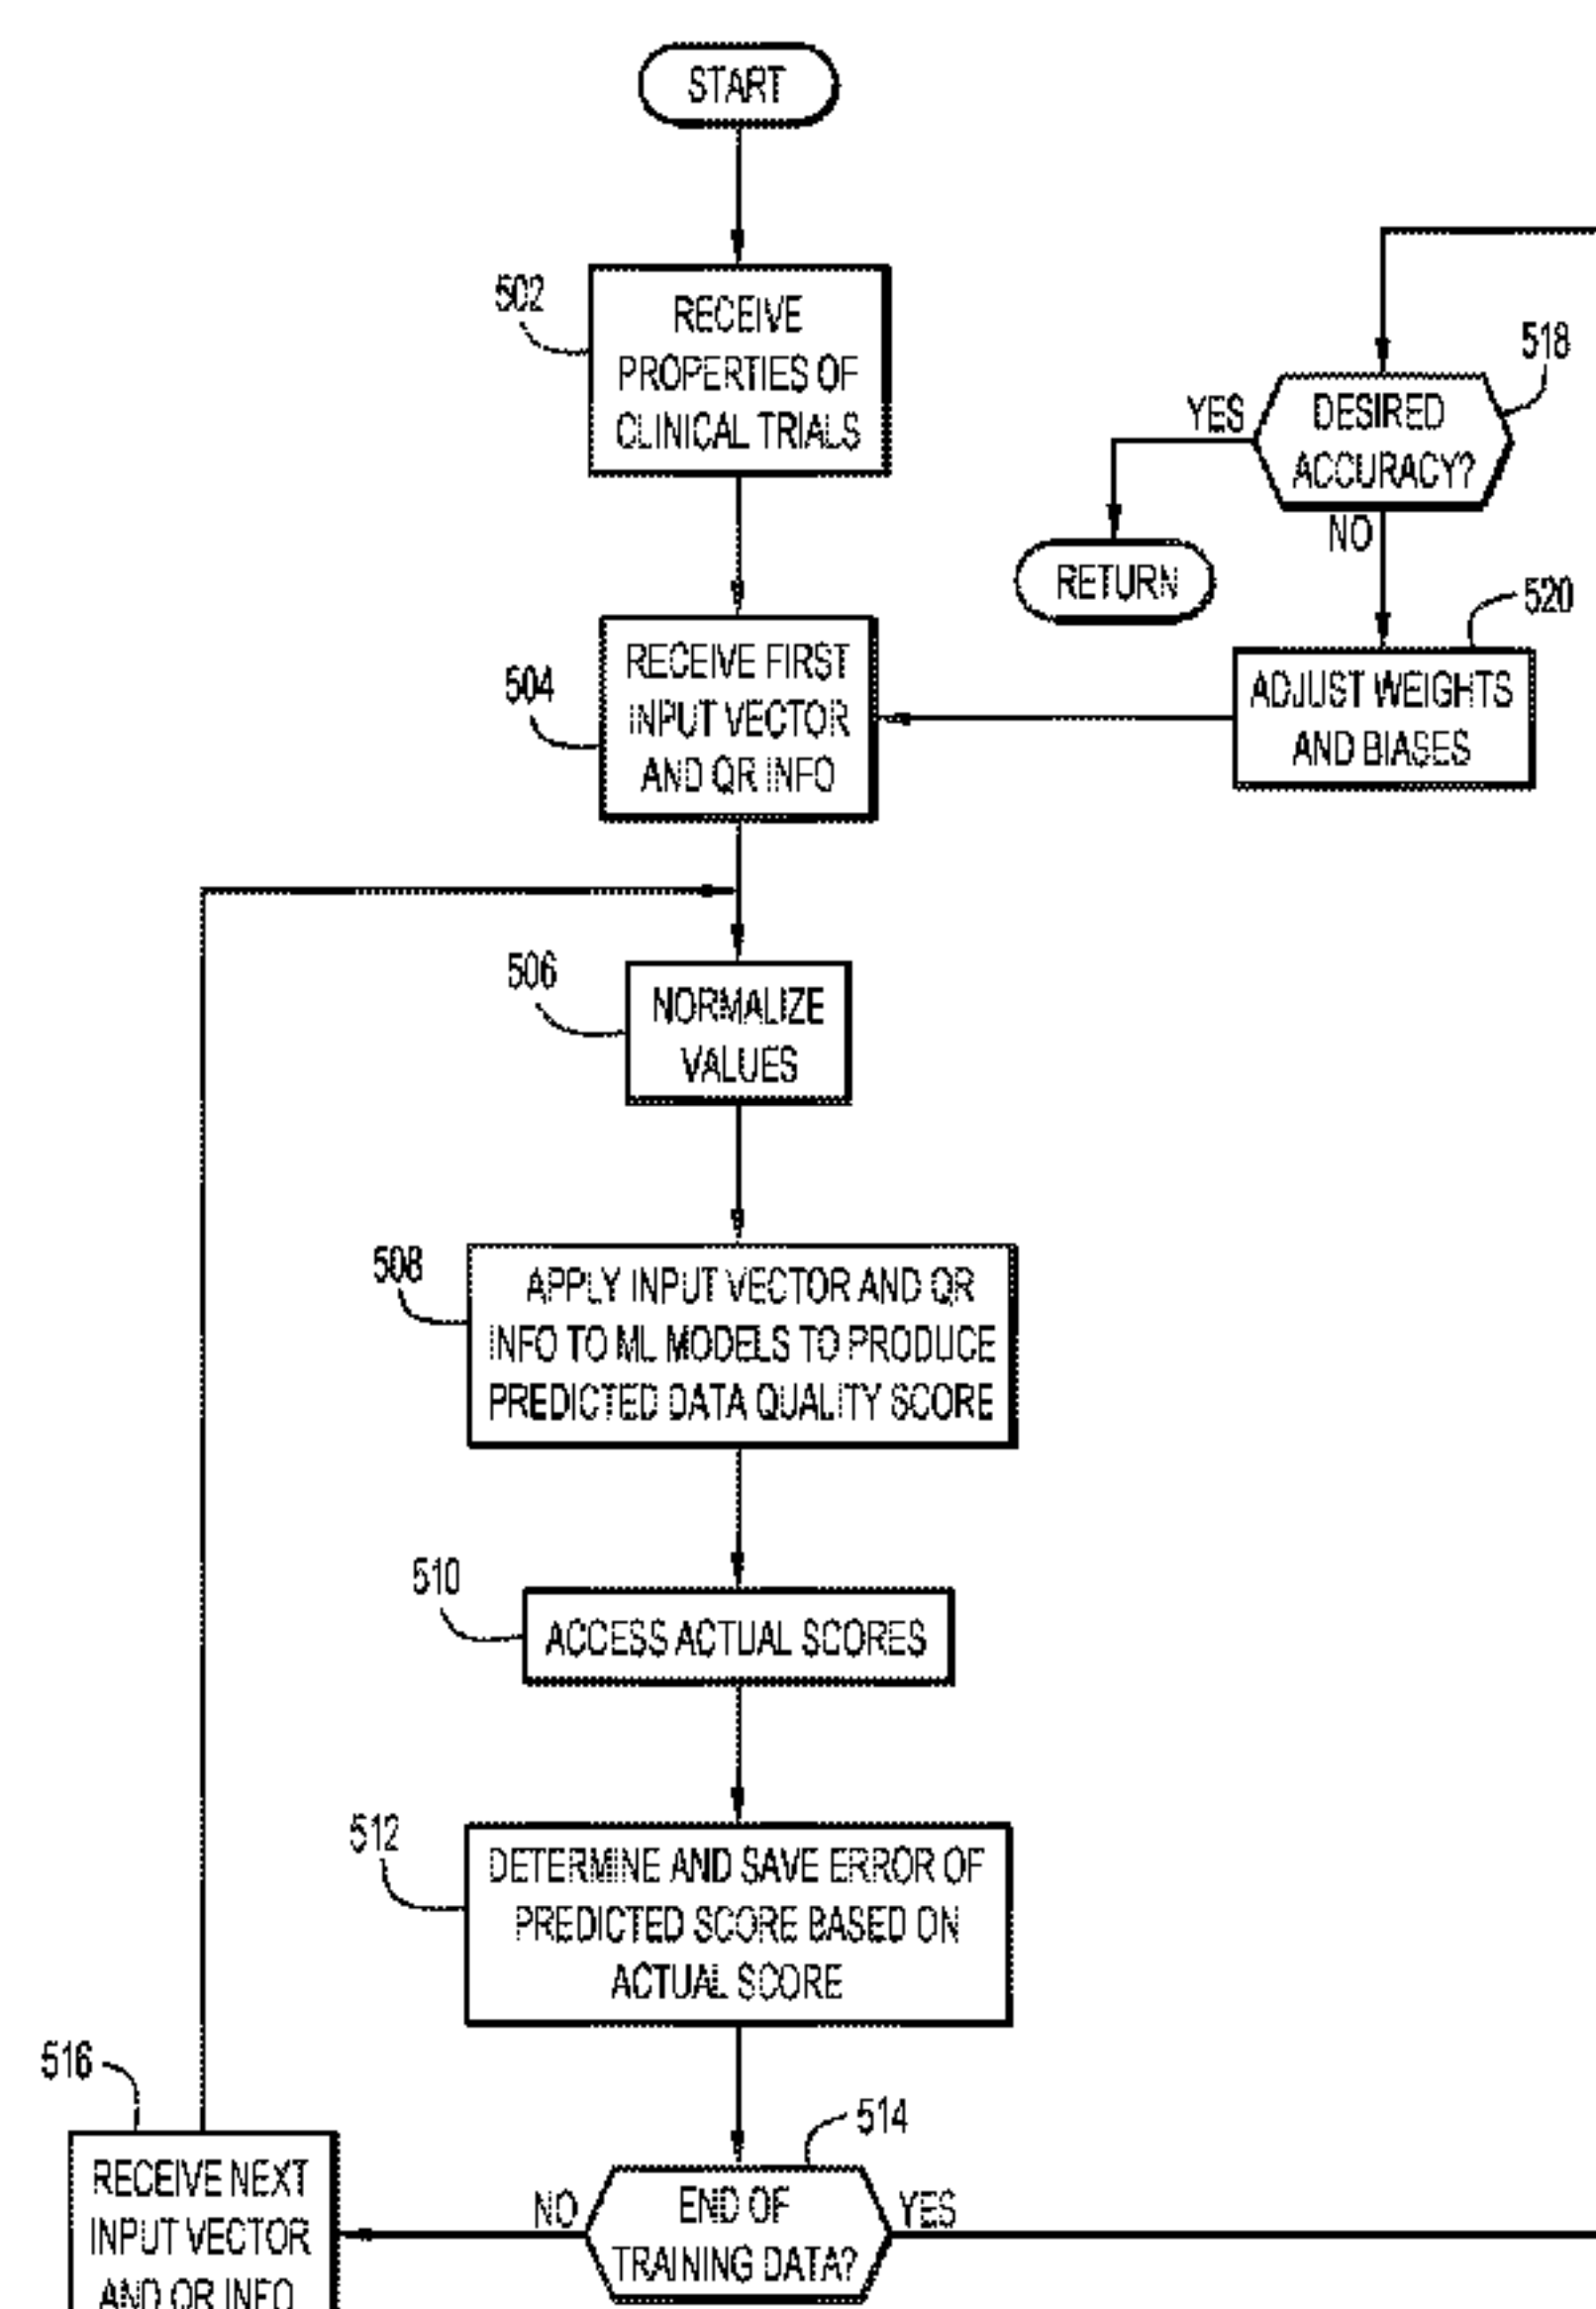 START
502
RECEIVE
PROPERTIES OF
CLINICAL TRIALS
518
YES
DESIRED
ACCURACY?
NO
RETURN
520
ADJUST WEIGHTS
AND BIASES
504
RECEIVE FIRST
INPUT VECTOR
AND QR INFO
506
NORMALIZE
VALUES
508
APPLY INPUT VECTOR AND QR
INFO TO ML MODELS TO PRODUCE
PREDICTED DATA QUALITY SCORE
510
ACCESS ACTUAL SCORES
512
DETERMINE AND SAVE ERROR OF
PREDICTED SCORE BASED ON
ACTUAL SCORE
516
RECEIVE NEXT
INPUT VECTOR
AND QR INFO
514
NO
END OF
TRAINING DATA?
YES